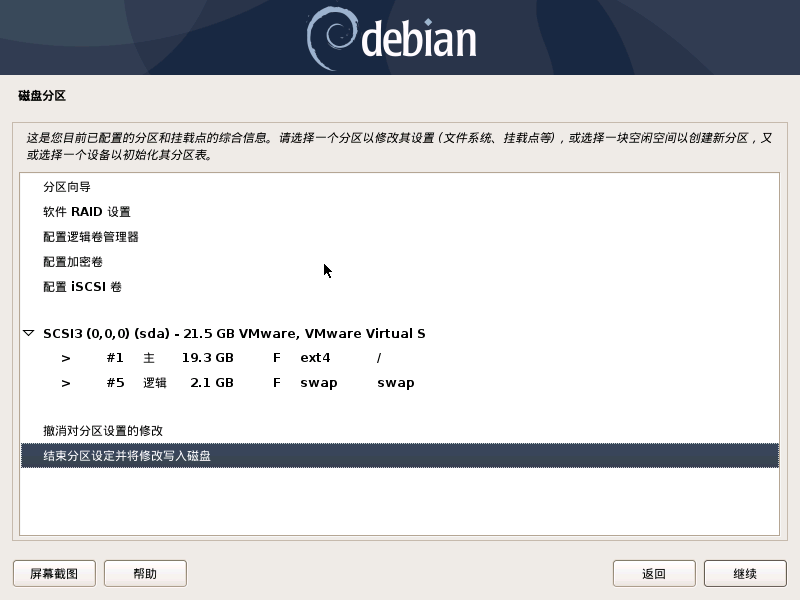 debian
磁盘分区
这是您目前已配置的分区和挂载点的综合信息。请选择一个分区以修改其设置 (文件系统、挂载点等)，或选择一块空闲空间以创建新分区，又
或选择一个设备以初始化其分区表。
分区向导
软件 RAID 设置
配置逻辑卷管理器
配置加密卷
配置 iSCSI 卷
SCSI3 (0,0,0) (sda) - 21.5 GB VMware, VMware Virtual S
> #1 主 19.3 GB F ext4 /
> #5 逻辑 2.1 GB F swap swap
撤消对分区设置的修改
结束分区设定并将修改写入磁盘
屏幕截图 帮助 返回 继续